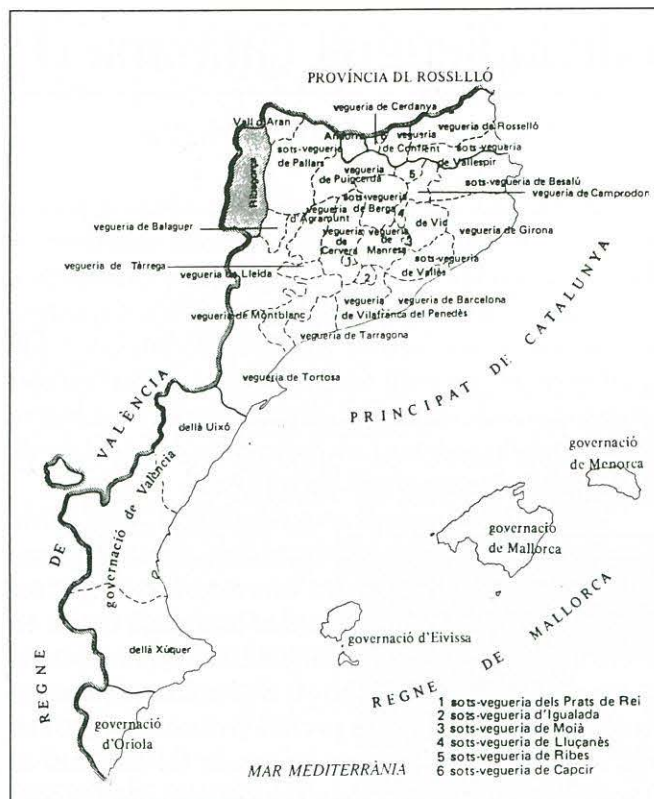 PROVÍNCIA DE ROSSELLÓ
vegueria de Cerdanya
Vall d'Aran
Andorra
vegueria
de Conflent
vegueria de Rosselló
sots-vegueria
de Pallars
sots-vegueria
de Vallespir
vegueria
de Puigcerdà
5
6
Ribagorça
sots-vegueria de Besalú
vegueria de Camprodon
sots-vegueria
de Berga
vegueria
d'Agramunt
4
vegueria de Balaguer
de Vic
vegueria de Girona
vegueria
de
Cervera
vegueria
de
Manresa
3
1
vegueria de Tàrrega
vegueria de Lleida
2
sots-vegueria
de Vallès
vegueria de Montblanc
vegueria
de Vilafranca del Penedès
vegueria de Barcelona
vegueria de Tarragona
vegueria de Tortosa
PRINCIPAT DE CATALUNYA
dellà Uixó
governació de València
REGNE DE VALÈNCIA
governació
de Menorca
governació
de Mallorca
governació d'Eivissa
REGNE DE MALLORCA
dellà Xúquer
governació
d'Oriola
MAR MEDITERRÀNIA
1 sots-vegueria dels Prats de Rei
2 sots-vegueria d'Igualada
3 sots-vegueria de Moià
4 sots-vegueria de Lluçanès
5 sots-vegueria de Ribes
6 sots-vegueria de Capcir